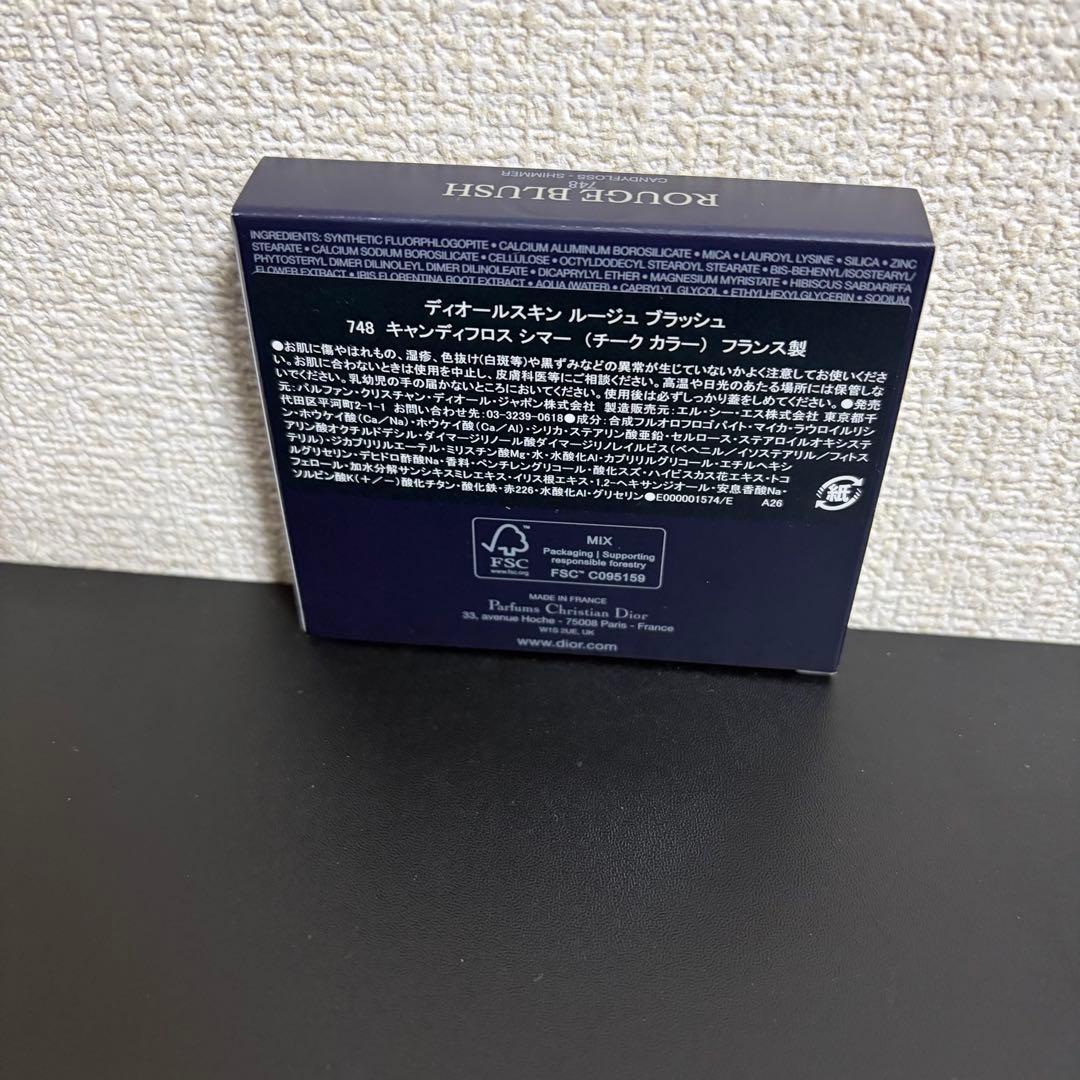 ROUGE BLUSH
748
CANDYFLOSS - SHIMMER
INGREDIENTS: SYNTHETIC FLUORPHLOGOPITE • CALCIUM ALUMINUM BOROSILICATE • MICA • LAUROYL LYSINE • SILICA • ZINC
STEARATE • CALCIUM SODIUM BOROSILICATE • CELLULOSE • OCTYLDODECYL STEAROYL STEARATE • BIS-BEHENYL/ISOSTEARYL/
PHYTOSTERYL DIMER DILINOLEYL DIMER DILINOLEATE • DICAPRYLYL ETHER • MAGNESIUM MYRISTATE • HIBISCUS SABDARIFFA
FLOWER EXTRACT • IRIS FLORENTINA ROOT EXTRACT • AQUA (WATER) • CAPRYLYL GLYCOL • ETHYLHEXYLGLYCERIN • SODIUM
ディオールスキン ルージュ ブラッシュ
748 キャンディフロス シマー （チーク カラー） フランス製
●お肌に傷やはれもの、湿疹、色抜け(白斑等)や黒ずみなどの異常が生じていないかよく注意してお使いくださ
い。お肌に合わないときは使用を中止し、皮膚科医等にご相談ください。高温や日光のあたる場所には保管しな
いでください。乳幼児の手の届かないところにおいてください。使用後は必ずしっかり蓋をしめてください。●発売
元：パルファン・クリスチャン・ディオール・ジャポン株式会社 製造販売元：エル・シー・エス株式会社 東京都千
代田区平河町2-1-1 お問い合わせ先：03-3239-0618●成分：合成フルオロフロゴパイト・マイカ・ラウロイルリシ
ン・ホウケイ酸（Ca／Na）・ホウケイ酸（Ca／Al）・シリカ・ステアリン酸亜鉛・セルロース・ステアロイルオキシステ
アリン酸オクチルドデシル・ダイマージリノール酸ダイマージリノレイルビス（ベヘニル／イソステアリル／フィトス
テリル）・ジカプリリルエーテル・ミリスチン酸Mg・水・水酸化Al・カプリリルグリコール・エチルヘキシ
ルグリセリン・デヒドロ酢酸Na・香料・ペンチレングリコール・酸化スズ・ハイビスカス花エキス・トコ
フェロール・加水分解サンシキスミレエキス・イリス根エキス・1,2-ヘキサンジオール・安息香酸Na・
ソルビン酸K（＋／－）酸化チタン・酸化鉄・赤226・水酸化Al・グリセリン●E000001574/E A26
紙
FSC™
www.fsc.org
MIX
Packaging | Supporting
responsible forestry
FSC™ C095159
MADE IN FRANCE
Parfums Christian Dior
33, avenue Hoche - 75008 Paris - France
W1S 2UE, UK
www.dior.com